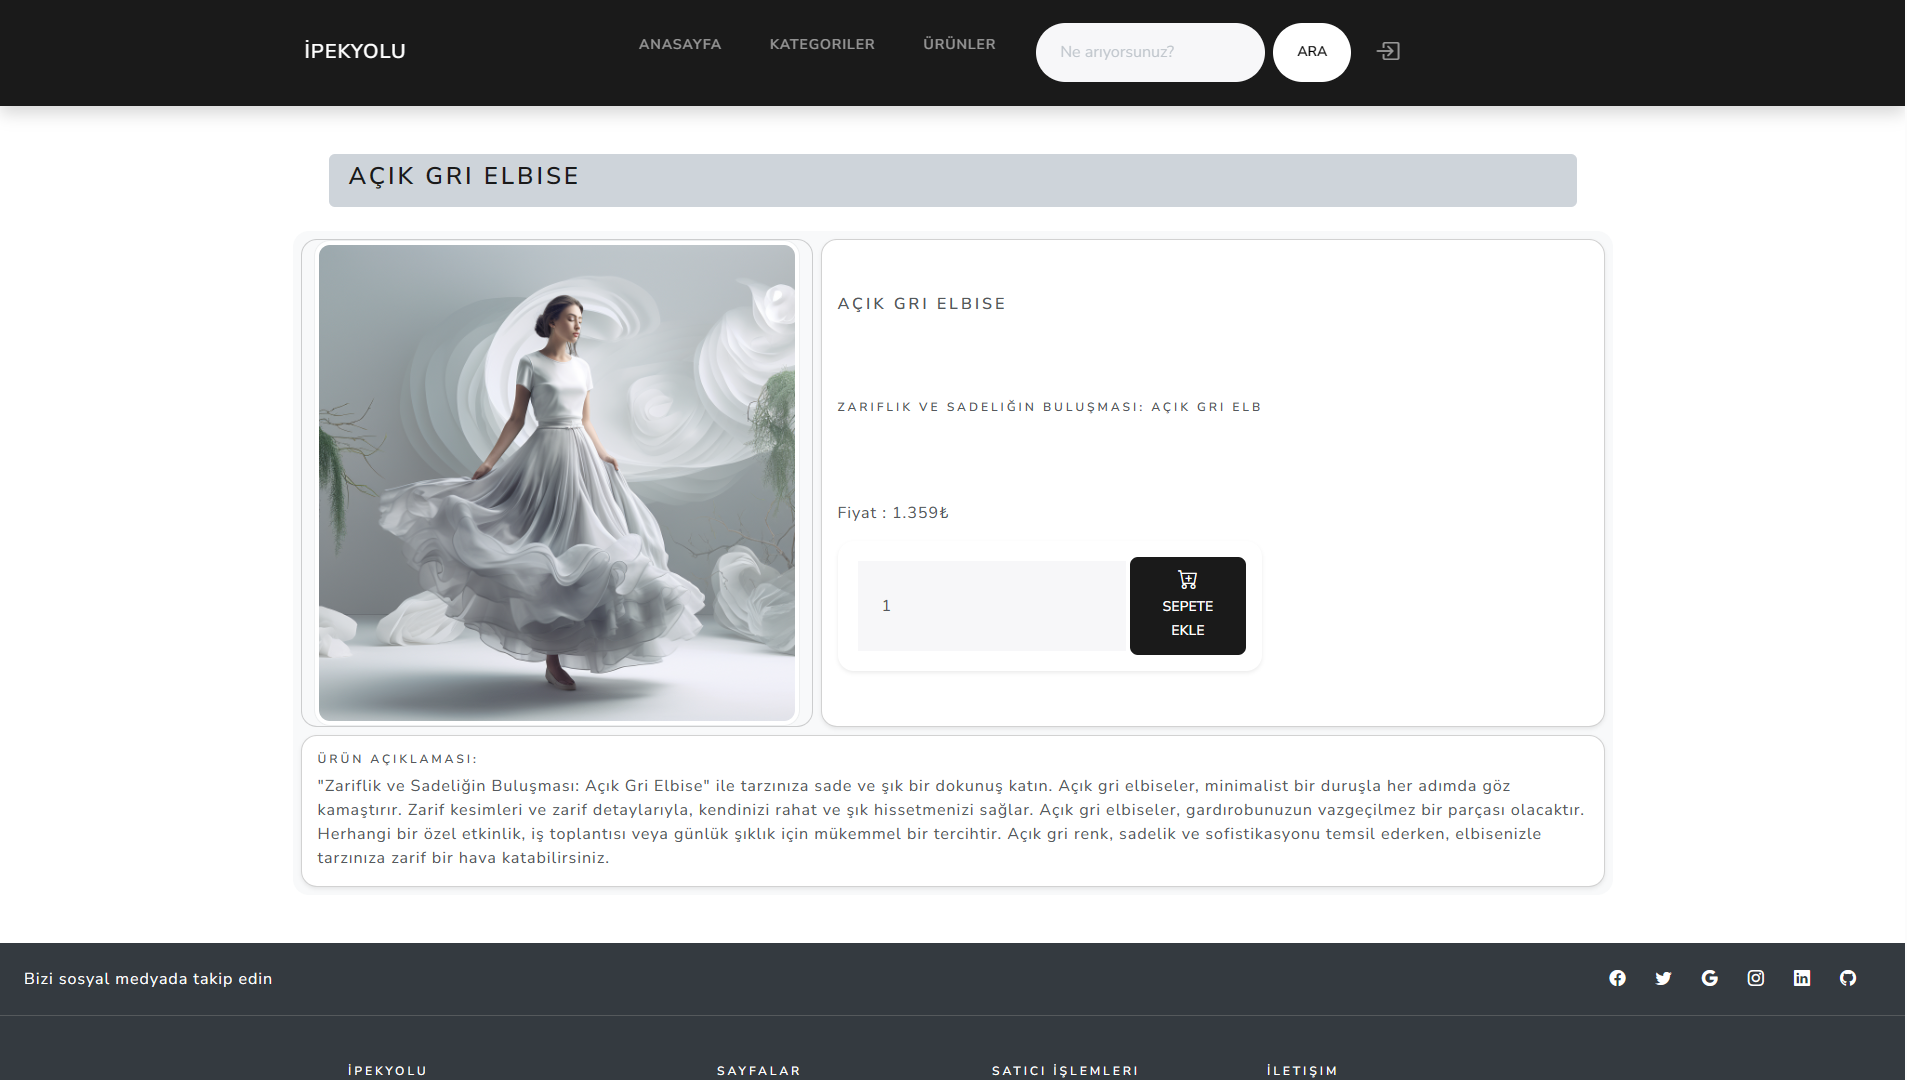 İPEKYOLU
ANASAYFA
KATEGORILER
ÜRÜNLER
Ne arıyorsunuz?
ARA
AÇIK GRI ELBISE
AÇIK GRI ELBISE
ZARIFLIK VE SADELIĞIN BULUŞMASI: AÇIK GRI ELB
Fiyat : 1.359₺
1
SEPETE
EKLE
ÜRÜN AÇIKLAMASI:
"Zariflik ve Sadeliğin Buluşması: Açık Gri Elbise" ile tarzınıza sade ve şık bir dokunuş katın. Açık gri elbiseler, minimalist bir duruşla her adımda göz
kamaştırır. Zarif kesimleri ve zarif detaylarıyla, kendinizi rahat ve şık hissetmenizi sağlar. Açık gri elbiseler, gardırobunuzun vazgeçilmez bir parçası olacaktır.
Herhangi bir özel etkinlik, iş toplantısı veya günlük şıklık için mükemmel bir tercihtir. Açık gri renk, sadelik ve sofistikasyonu temsil ederken, elbisenizle
tarzınıza zarif bir hava katabilirsiniz.
Bizi sosyal medyada takip edin
İPEKYOLU
SAYFALAR
SATICI İŞLEMLERI
İLETIŞIM